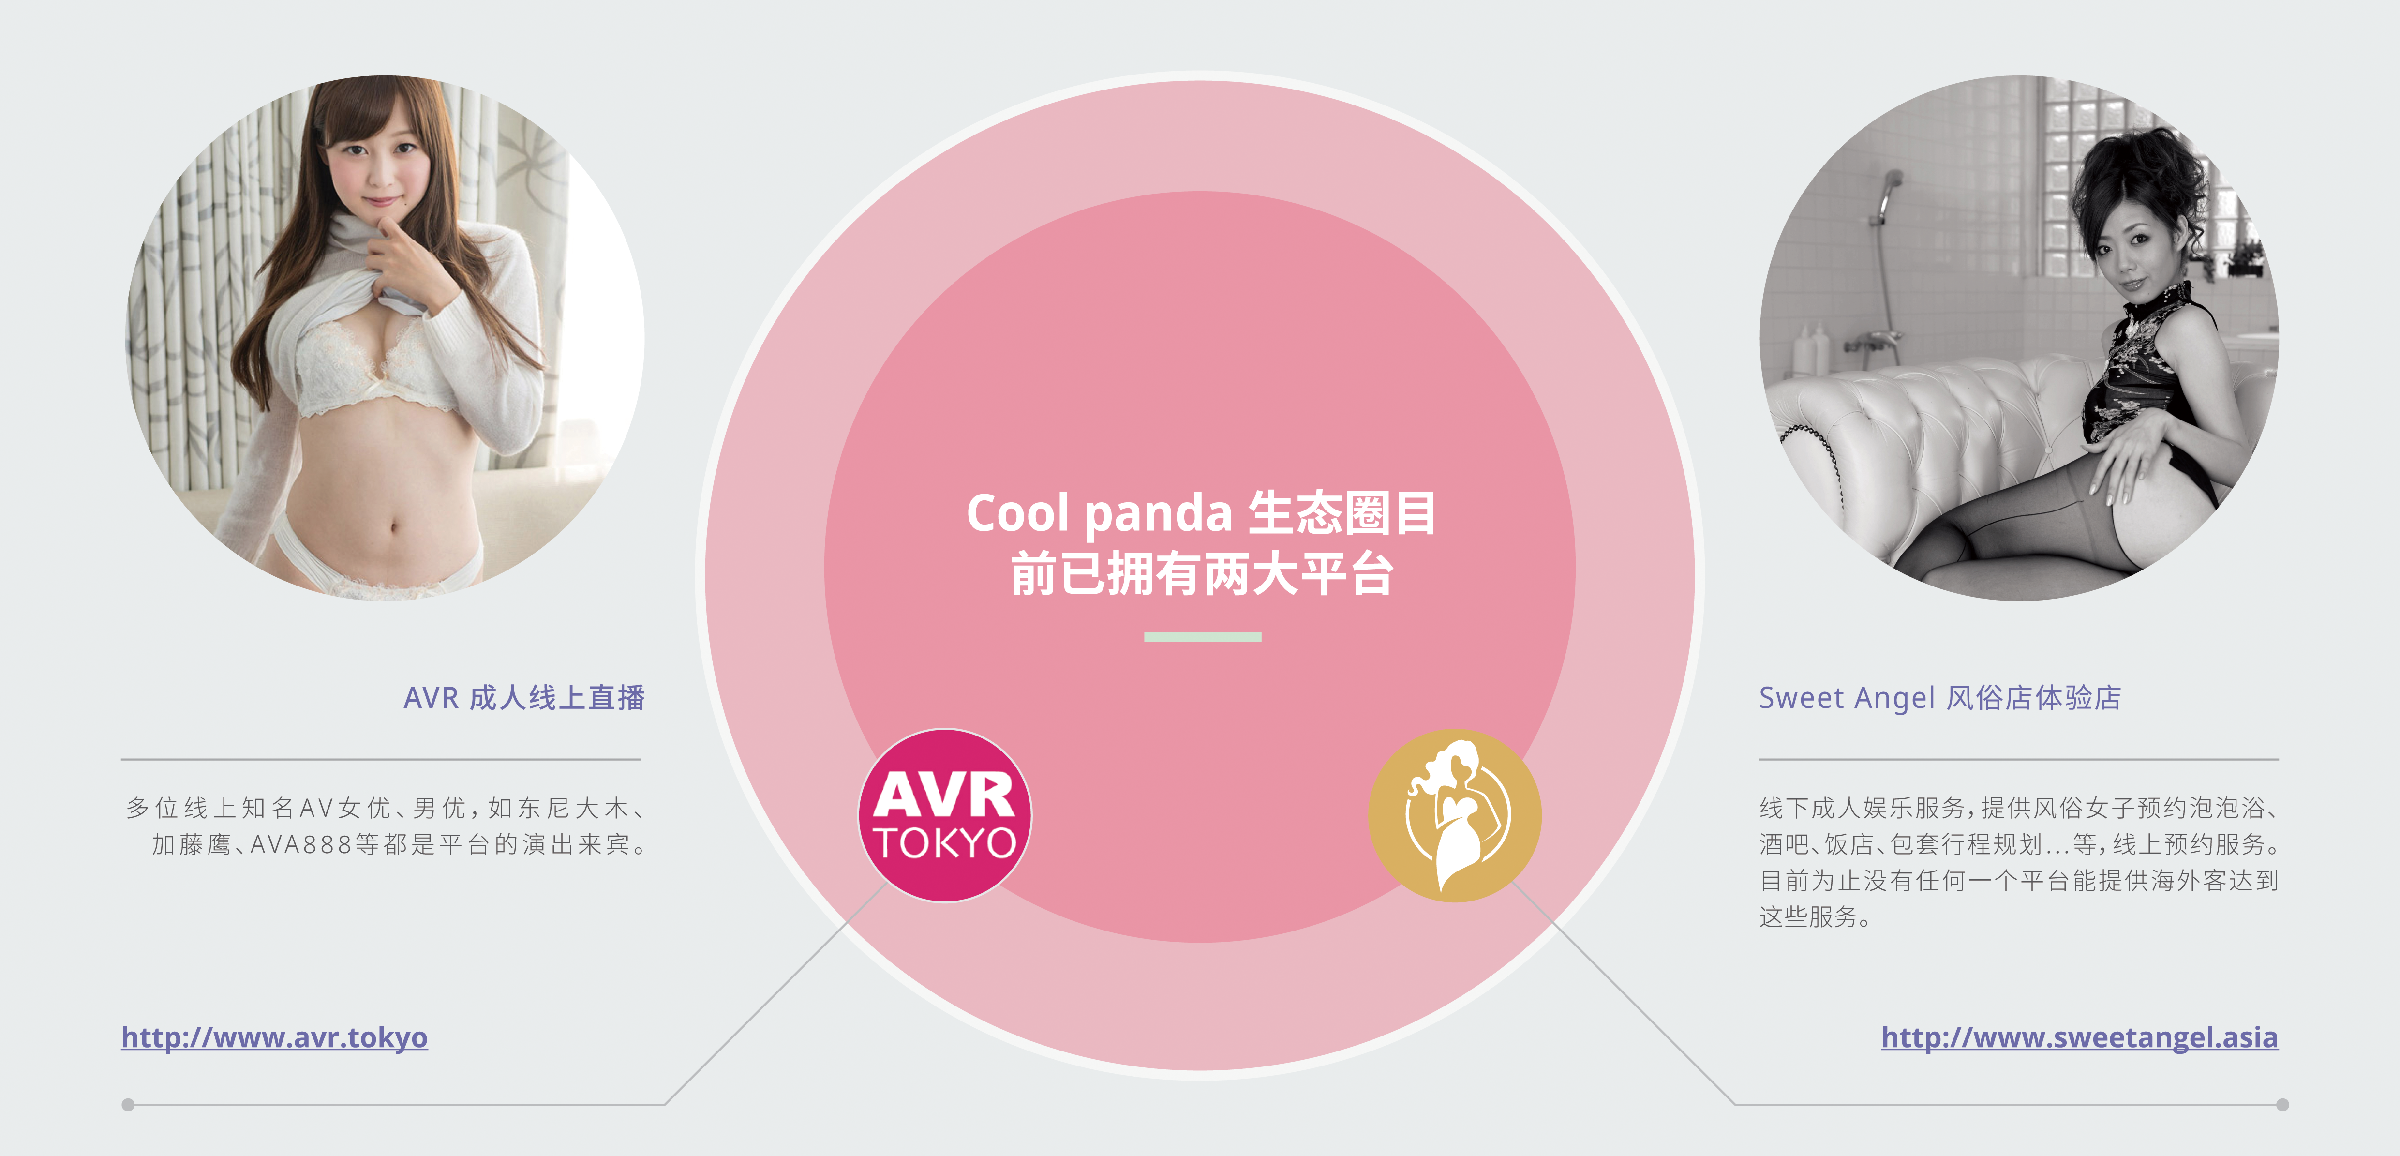 Cool panda 生态圈目
前已拥有两大平台
AVR
TOKYO
AVR 成人线上直播
多位线上知名AV女优、男优，如东尼大木、
加藤鹰、AVA888等都是平台的演出来宾。
http://www.avr.tokyo
Sweet Angel 风俗店体验店
线下成人娱乐服务，提供风俗女子预约泡泡浴、
酒吧、饭店、包套行程规划...等，线上预约服务。
目前为止没有任何一个平台能提供海外客达到
这些服务。
http://www.sweetangel.asia